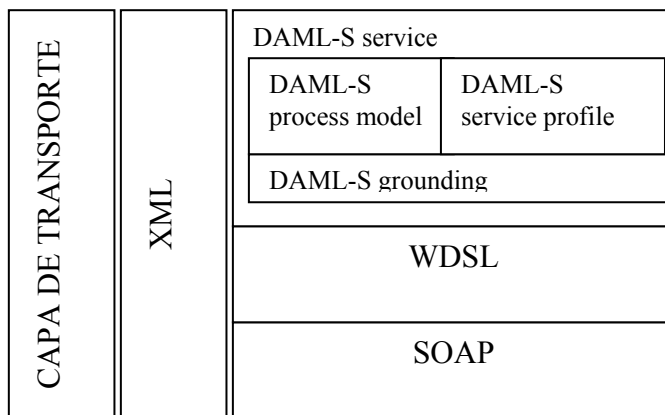 CAPA DE TRANSPORTE
XML
DAML-S service
DAML-S
process model
DAML-S
service profile
DAML-S grounding
WDSL
SOAP